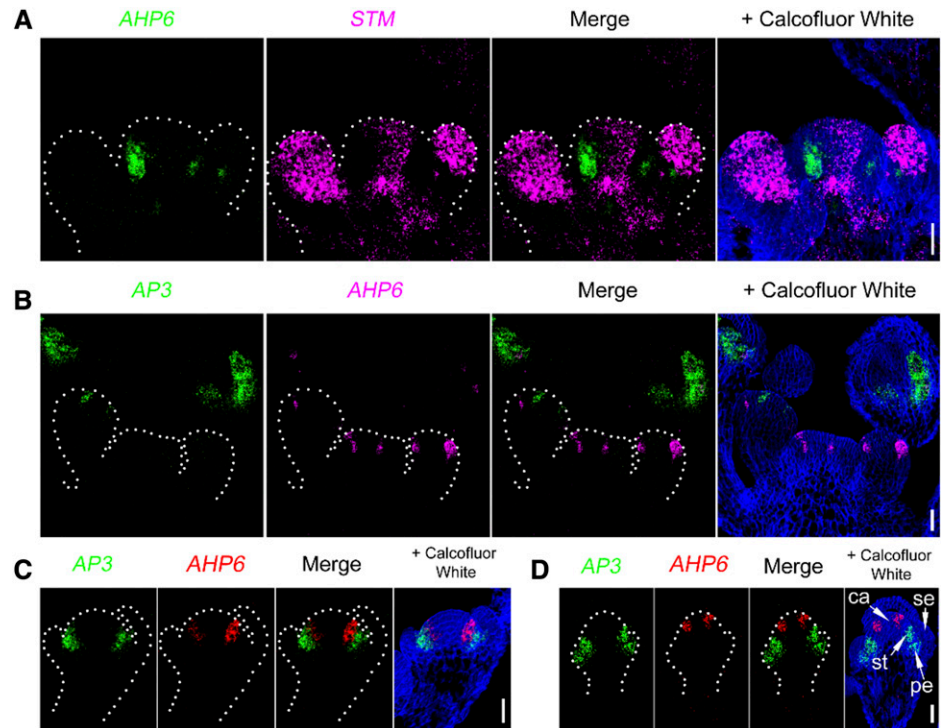 A
AHP6 STM Merge + Calcofluor White
B
AP3 AHP6 Merge + Calcofluor White
C
AP3 AHP6 Merge + Calcofluor
White
D
AP3 AHP6 Merge + Calcofluor
White
ca
se
st
pe